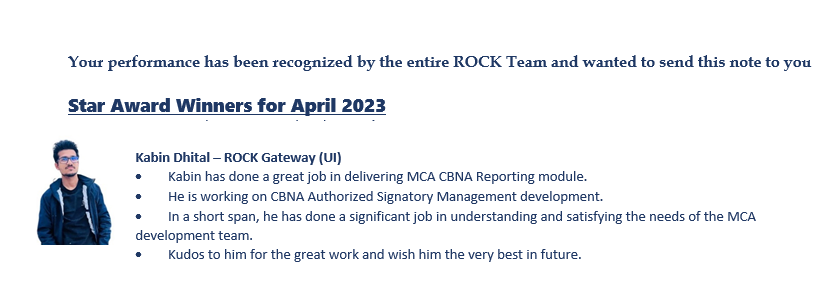 Your performance has been recognized by the entire ROCK Team and wanted to send this note to you
Star Award Winners for April 2023
Kabin Dhital – ROCK Gateway (UI)
• Kabin has done a great job in delivering MCA CBNA Reporting module.
• He is working on CBNA Authorized Signatory Management development.
• In a short span, he has done a significant job in understanding and satisfying the needs of the MCA
development team.
• Kudos to him for the great work and wish him the very best in future.